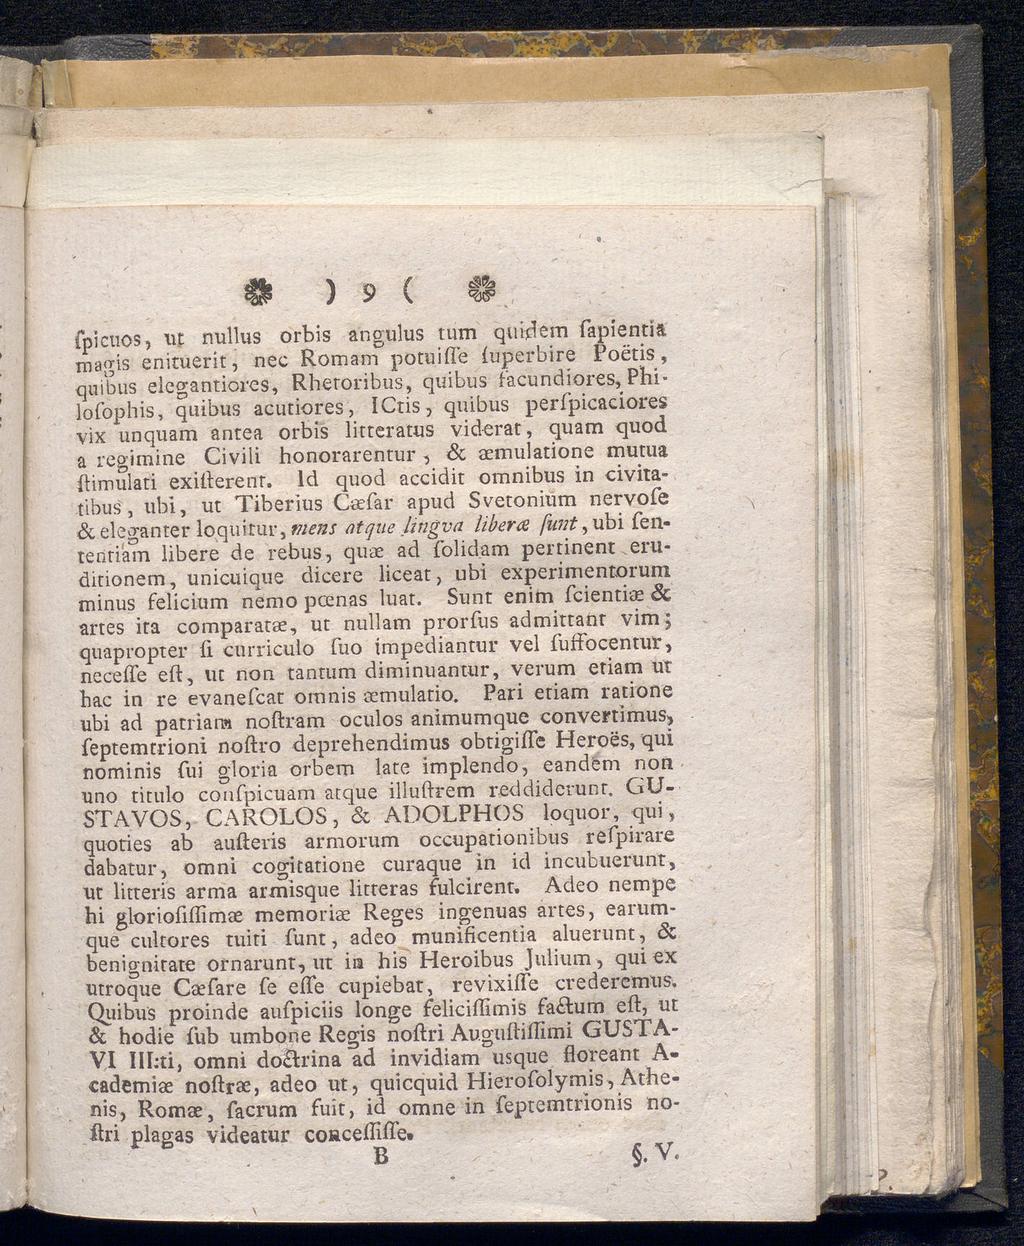 ) 9 (
ſpicuos, ut nullus orbis angulus tum quidem ſapientia
magis enituerit, nec Romam potuiſſe ſuperbire Poëtis,
quibus elegantiores, Rhetoribus, quibus facundiores, Phi-
loſophis, quibus acutiores, ICtis, quibus perſpicaciores
vix unquam antea orbis litteratus viderat, quam quod
a regimine Civili honorarentur, & æmulatione mutua
ſtimulati exiſterent. Id quod accidit omnibus in civita-
tibus, ubi, ut Tiberius Cæſar apud Svetonium nervoſe
& eleganter loquitur, mens atque lingva liberæ ſunt, ubi ſen-
tentiam libere de rebus, quæ ad ſolidam pertinent eru-
ditionem, unicuique dicere liceat, ubi experimentorum
minus felicium nemo pœnas luat. Sunt enim ſcientiæ &
artes ita comparatæ, ut nullam prorſus admittant vim;
quapropter ſi curriculo ſuo impediantur vel ſuffocentur,
neceſſe eſt, ut non tantum diminuantur, verum etiam ut
hac in re evaneſcat omnis æmulatio. Pari etiam ratione
ubi ad patriam noſtram oculos animumque convertimus,
ſeptemtrioni noſtro deprehendimus obtigiſſe Heroës, qui
nominis ſui gloria orbem late implendo, eandem non
uno titulo conſpicuam atque illuſtrem reddiderunt. GU-
STAVOS, CAROLOS, & ADOLPHOS loquor, qui,
quoties ab auſteris armorum occupationibus reſpirare
dabatur, omni cogitatione curaque in id incubuerunt,
ut litteris arma armisque litteras fulcirent. Adeo nempe
hi glorioſiſſimæ memoriæ Reges ingenuas artes, earum-
que cultores tuiti ſunt, adeo munificentia aluerunt, &
benignitate ornarunt, ut in his Heroibus Julium, qui ex
utroque Cæſare ſe eſſe cupiebat, revixiſſe crederemus.
Quibus proinde auſpiciis longe feliciſſimis factum eſt, ut
& hodie ſub umbone Regis noſtri Auguſtiſſimi GUSTA-
VI III:ti, omni doctrina ad invidiam usque floreant A-
cademiæ noſtræ, adeo ut, quicquid Hieroſolymis, Athe-
nis, Romæ, ſacrum fuit, id omne in ſeptemtrionis no-
ſtri plagas videatur conceſſiſſe.
B §. V.